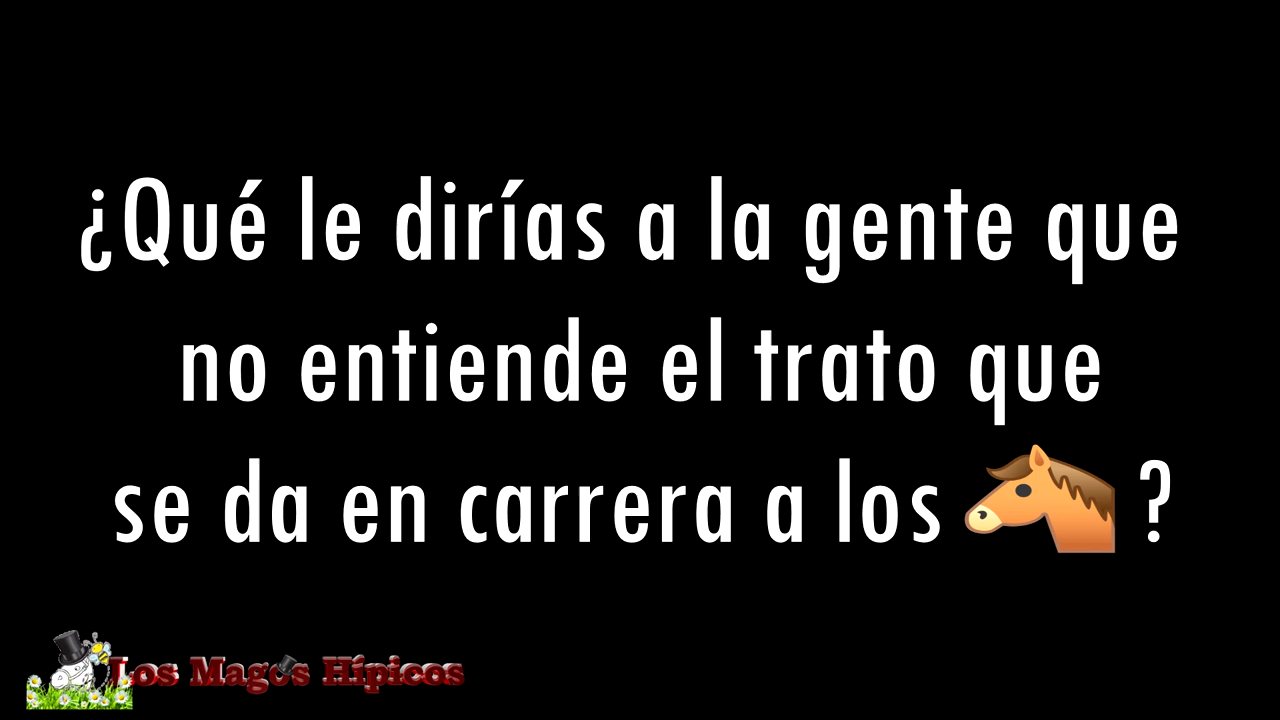 ¿Qué le dirías a la gente que
no entiende el trato que
se da en carrera a los ?
Los Magos Hípicos